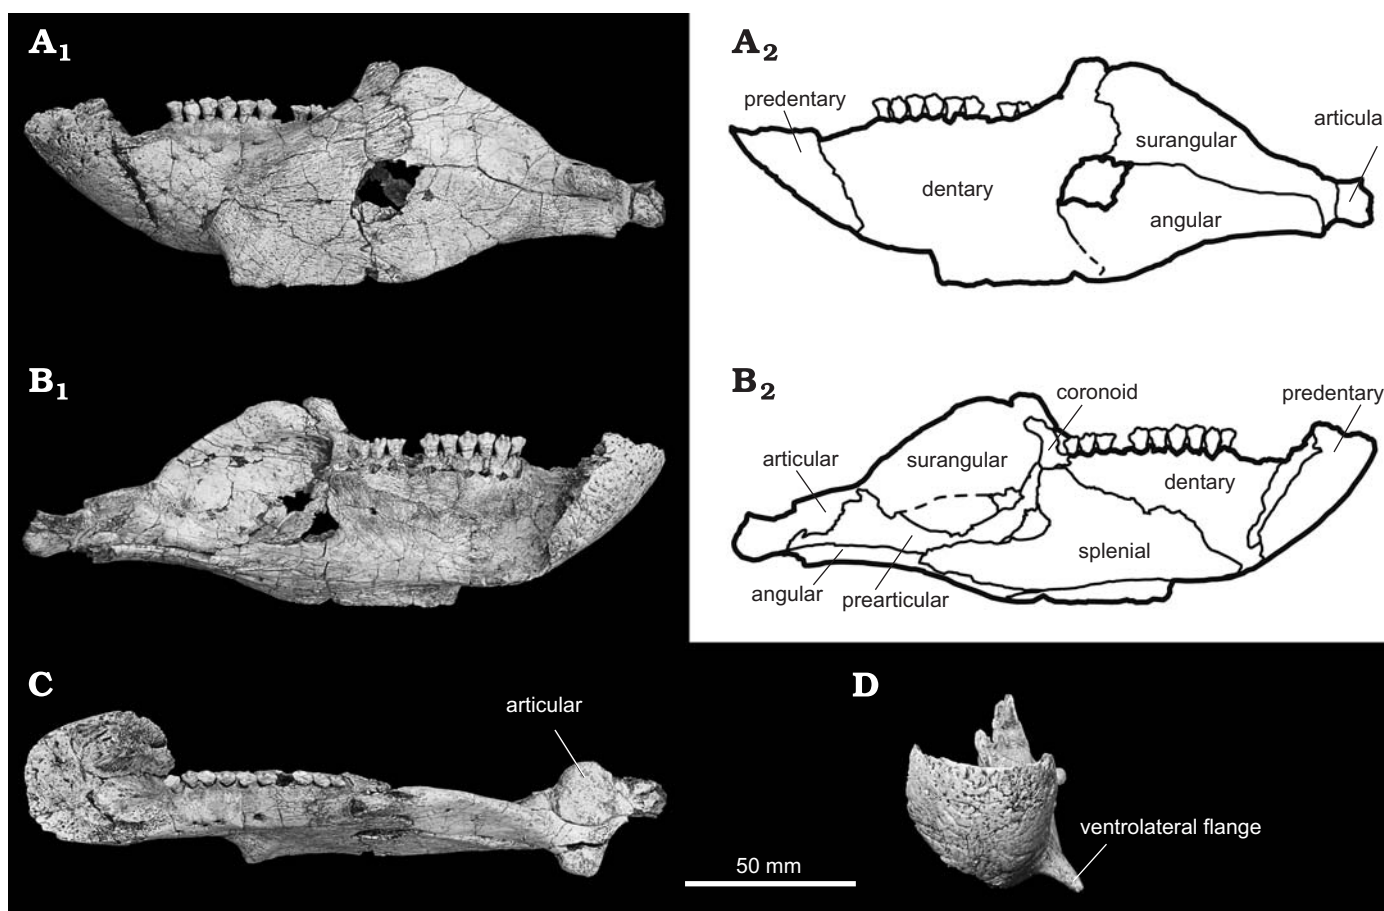 A1
A2
predentary
articula
surangular
dentary
angular
B1
B2
coronoid
predentary
articular
surangular
dentary
splenial
angular
prearticular
C
D
articular
ventrolateral flange
50 mm